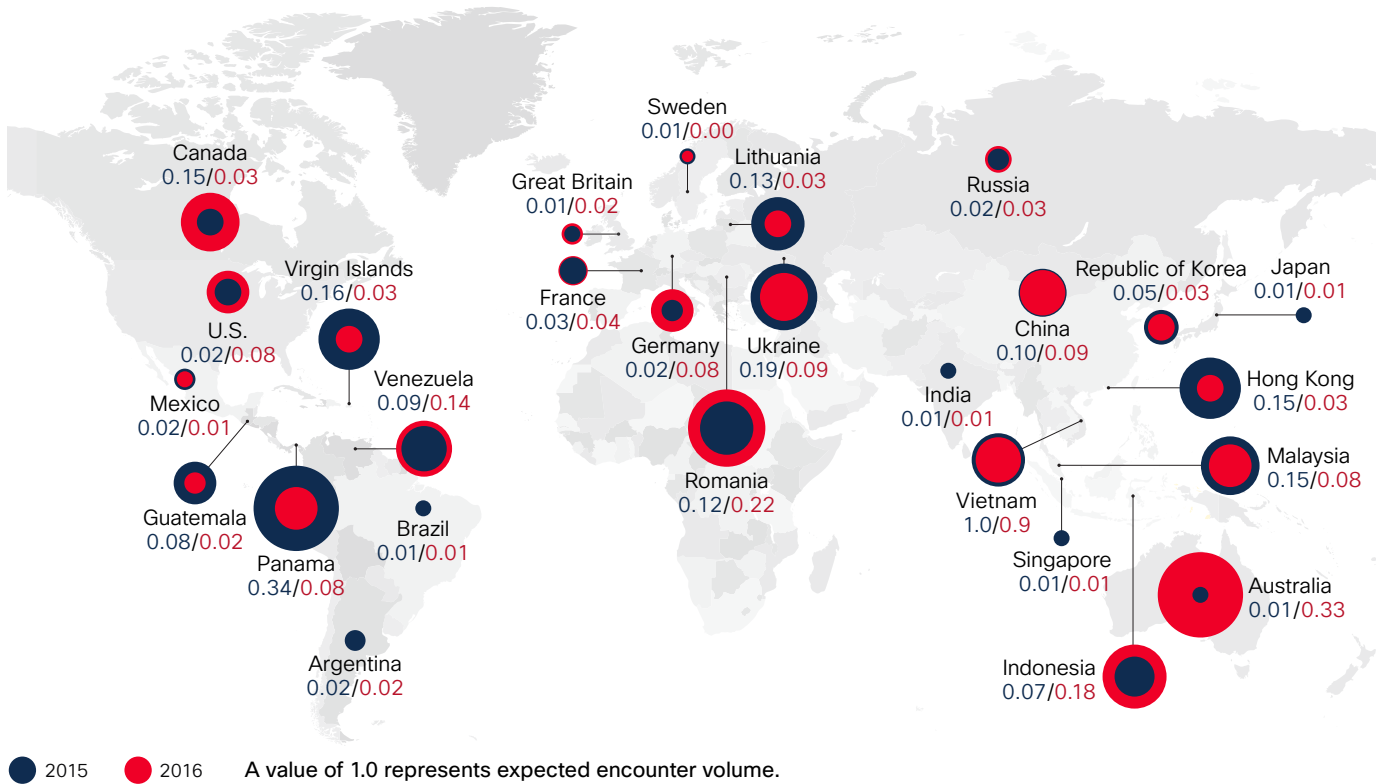 Sweden
0.01/0.00
Canada
0.15/0.03
Lithuania
0.13/0.03
Great Britain
0.01/0.02
Russia
0.02/0.03
Virgin Islands
0.16/0.03
Republic of Korea
0.05/0.03
Japan
0.01/0.01
France
0.03/0.04
U.S.
0.02/0.08
China
0.10/0.09
Germany
0.02/0.08
Ukraine
0.19/0.09
Venezuela
0.09/0.14
Hong Kong
0.15/0.03
India
0.01/0.01
Mexico
0.02/0.01
Malaysia
0.15/0.08
Romania
0.12/0.22
Vietnam
1.0/0.9
Guatemala
0.08/0.02
Brazil
0.01/0.01
Panama
0.34/0.08
Singapore
0.01/0.01
Australia
0.01/0.33
Argentina
0.02/0.02
Indonesia
0.07/0.18
2015 2016 A value of 1.0 represents expected encounter volume.